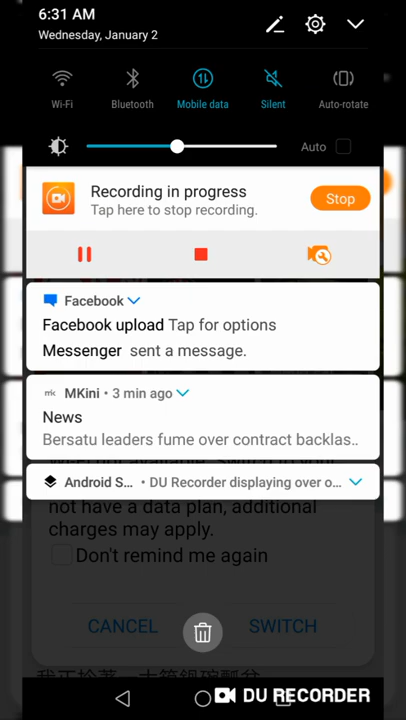 6:31 AM
Wednesday, January 2
Wi-Fi
Bluetooth
Mobile data
Silent
Auto-rotate
Auto
Recording in progress
Tap here to stop recording.
Stop
Facebook
Facebook upload Tap for options
Messenger sent a message.
MKini • 3 min ago
News
Bersatu leaders fume over contract backlas..
Android S... • DU Recorder displaying over o...
not have a data plan, additional
charges may apply.
Don't remind me again
CANCEL
SWITCH
DU RECORDER